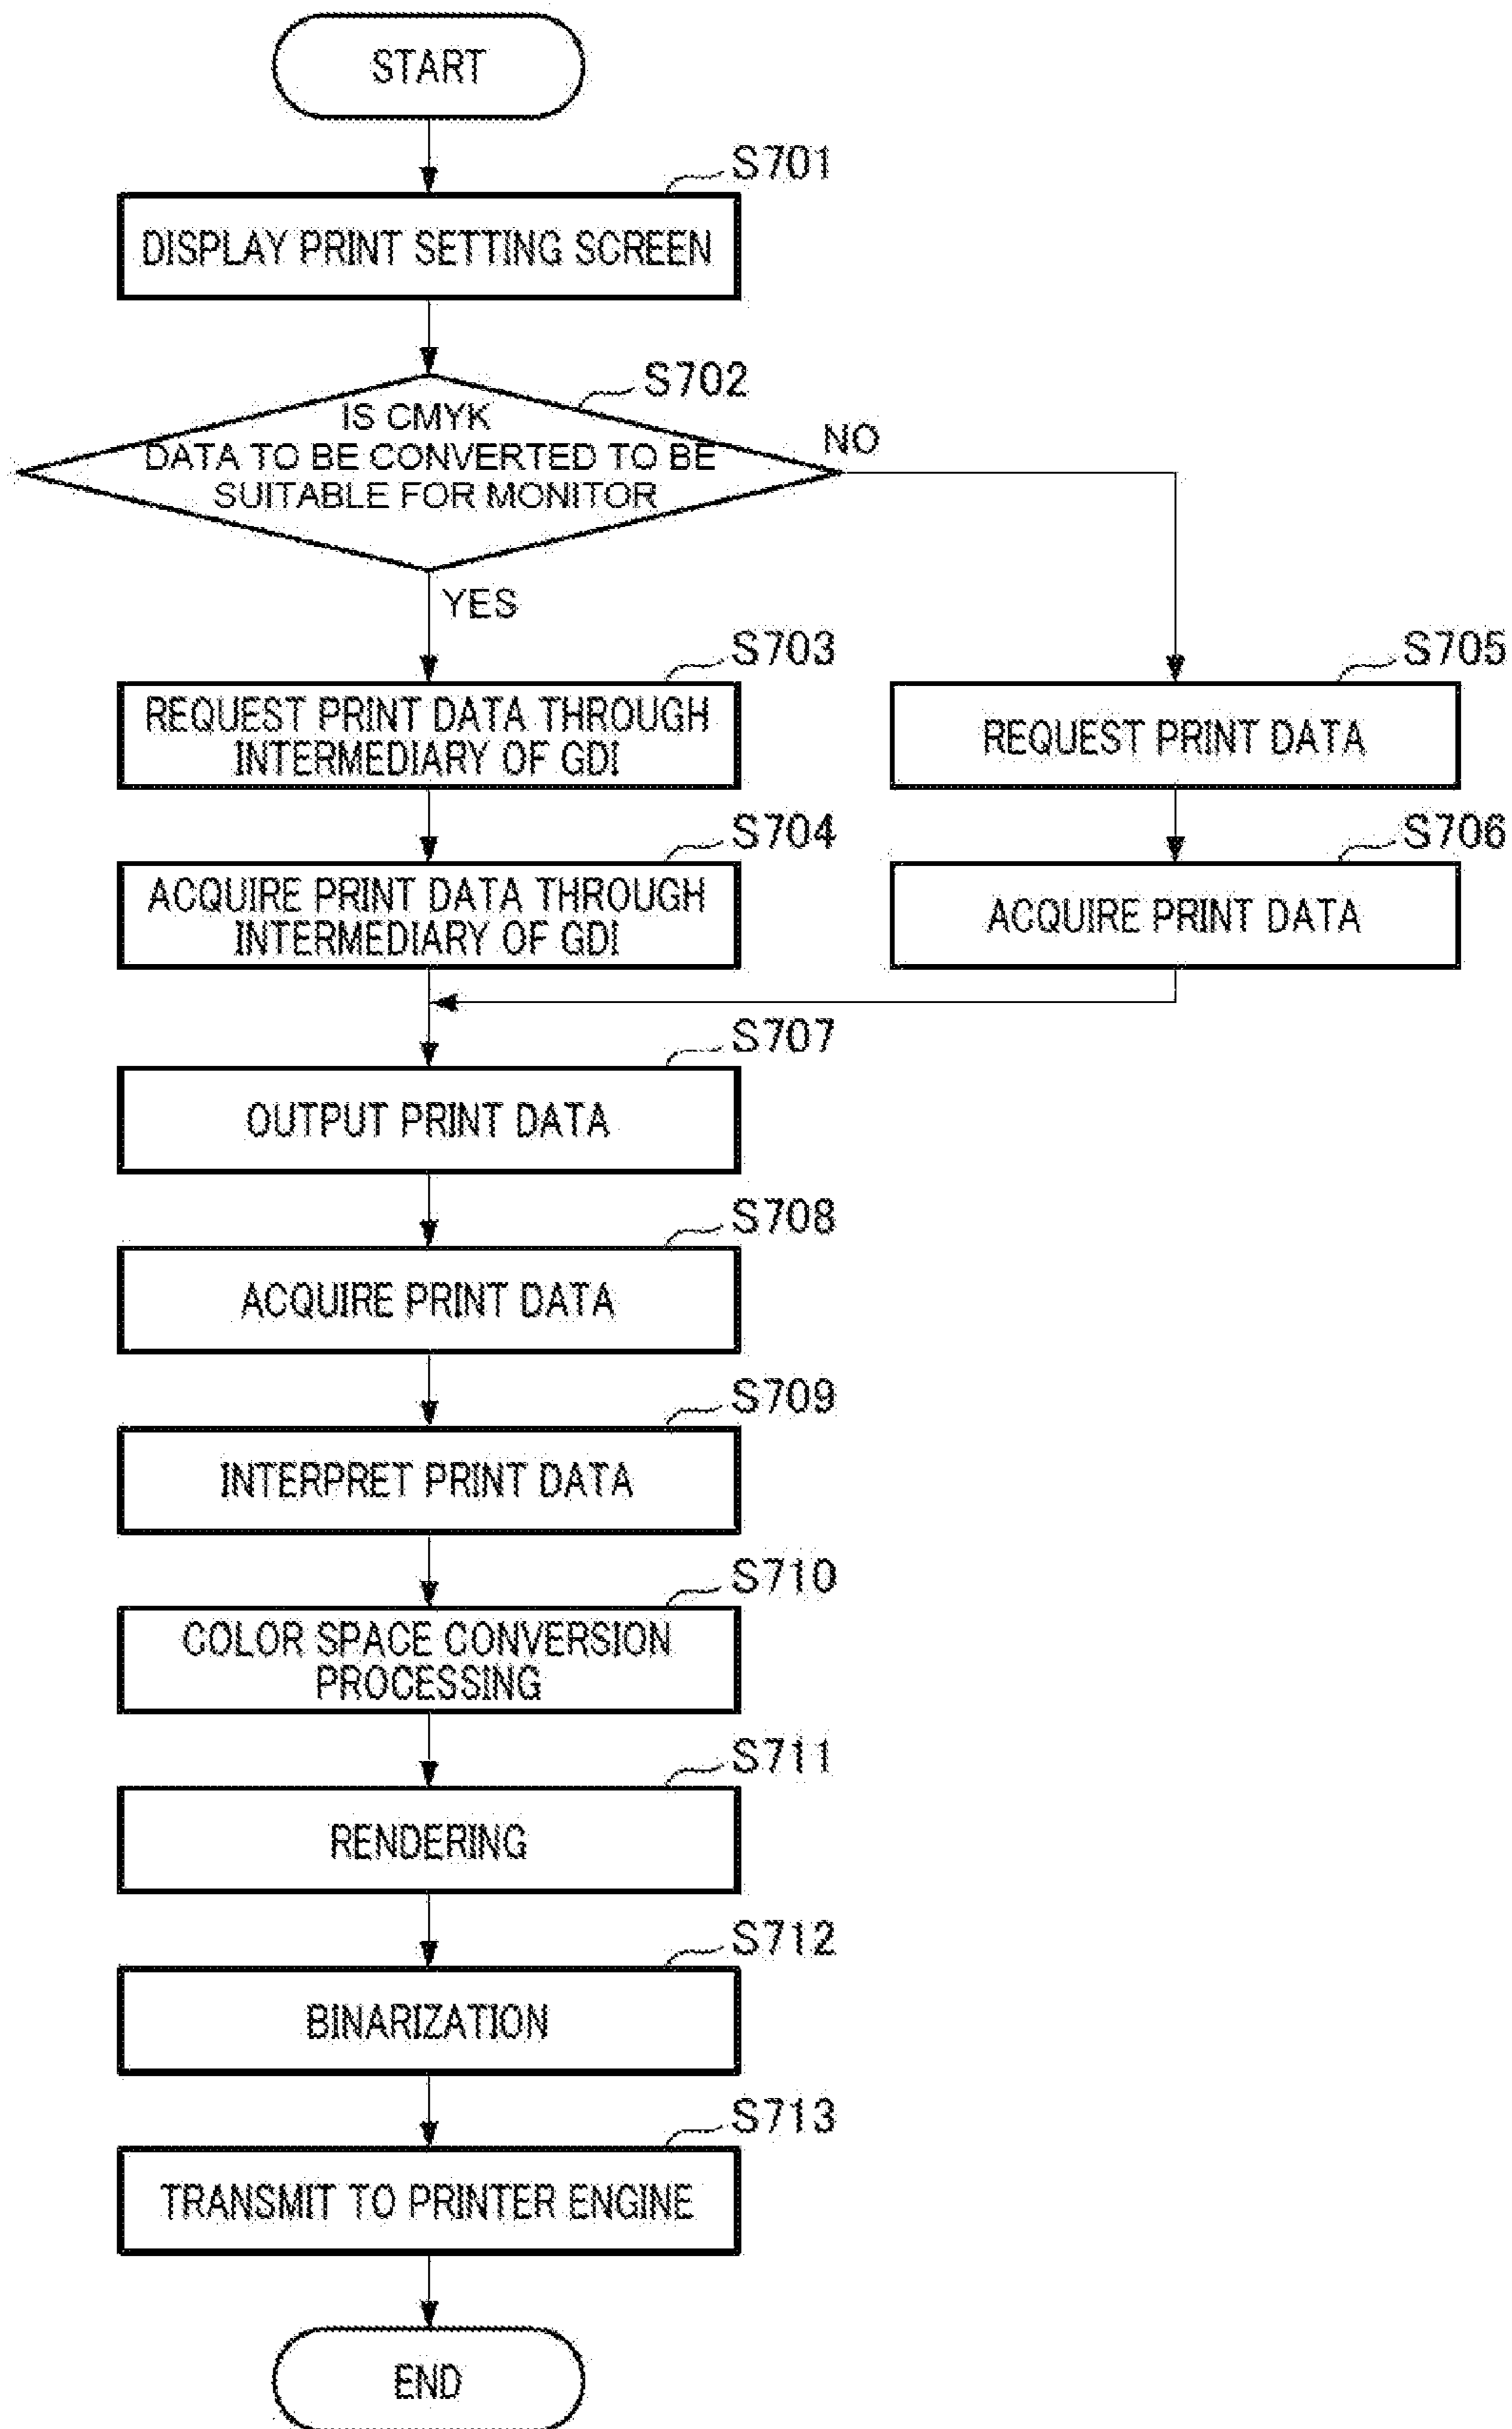 START
S701
DISPLAY PRINT SETTING SCREEN
S702
IS CMYK
DATA TO BE CONVERTED TO BE
SUITABLE FOR MONITOR
NO
YES
S703
REQUEST PRINT DATA THROUGH
INTERMEDIARY OF GDI
S705
REQUEST PRINT DATA
S704
ACQUIRE PRINT DATA THROUGH
INTERMEDIARY OF GDI
S706
ACQUIRE PRINT DATA
S707
OUTPUT PRINT DATA
S708
ACQUIRE PRINT DATA
S709
INTERPRET PRINT DATA
S710
COLOR SPACE CONVERSION
PROCESSING
S711
RENDERING
S712
BINARIZATION
S713
TRANSMIT TO PRINTER ENGINE
END